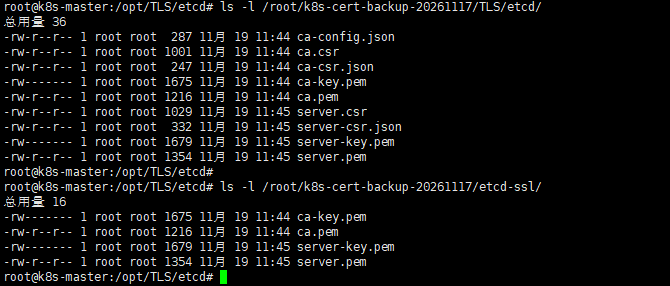 root@k8s-master:/opt/TLS/etcd# ls -l /root/k8s-cert-backup-20261117/TLS/etcd/
总用量 36
-rw-r--r-- 1 root root  287 11月 19 11:44 ca-config.json
-rw-r--r-- 1 root root 1001 11月 19 11:44 ca.csr
-rw-r--r-- 1 root root  247 11月 19 11:44 ca-csr.json
-rw------- 1 root root 1675 11月 19 11:44 ca-key.pem
-rw-r--r-- 1 root root 1216 11月 19 11:44 ca.pem
-rw-r--r-- 1 root root 1029 11月 19 11:45 server.csr
-rw-r--r-- 1 root root  332 11月 19 11:45 server-csr.json
-rw------- 1 root root 1679 11月 19 11:45 server-key.pem
-rw-r--r-- 1 root root 1354 11月 19 11:45 server.pem
root@k8s-master:/opt/TLS/etcd#
root@k8s-master:/opt/TLS/etcd# ls -l /root/k8s-cert-backup-20261117/etcd-ssl/
总用量 16
-rw------- 1 root root 1675 11月 19 11:44 ca-key.pem
-rw-r--r-- 1 root root 1216 11月 19 11:44 ca.pem
-rw------- 1 root root 1679 11月 19 11:45 server-key.pem
-rw-r--r-- 1 root root 1354 11月 19 11:45 server.pem
root@k8s-master:/opt/TLS/etcd#